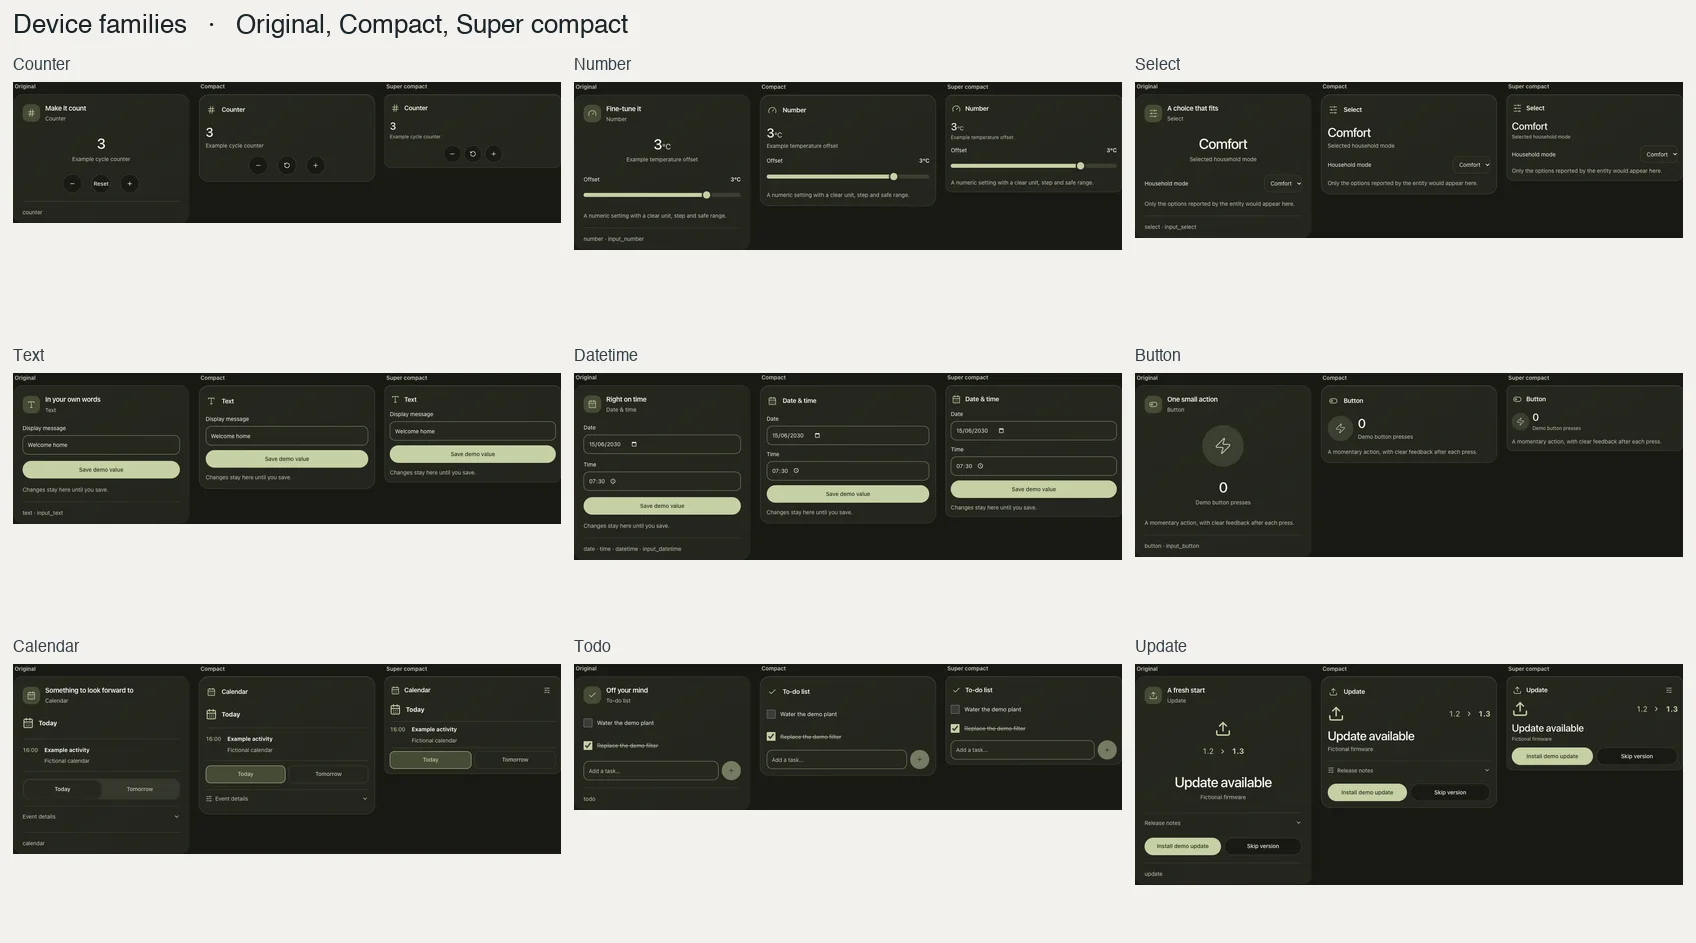 Device families · Original, Compact, Super compact
Counter
Original
Make it count
Counter
3
Example cycle counter
−
Reset
+
counter
Compact
Counter
3
Example cycle counter
−
+
Super compact
Counter
3
Example cycle counter
−
+
Number
Original
Fine-tune it
Number
3°C
Example temperature offset
Offset 3°C
A numeric setting with a clear unit, step and safe range.
number · input_number
Compact
Number
3°C
Example temperature offset
Offset 3°C
A numeric setting with a clear unit, step and safe range.
Super compact
Number
3°C
Example temperature offset
Offset 3°C
A numeric setting with a clear unit, step and safe range.
Select
Original
A choice that fits
Select
Comfort
Selected household mode
Household mode Comfort
Only the options reported by the entity would appear here.
select · input_select
Compact
Select
Comfort
Selected household mode
Household mode Comfort
Only the options reported by the entity would appear here.
Super compact
Select
Comfort
Selected household mode
Household mode Comfort
Only the options reported by the entity would appear here.
Text
Original
In your own words
Text
Display message
Welcome home
Save demo value
Changes stay here until you save.
text · input_text
Compact
Text
Display message
Welcome home
Save demo value
Changes stay here until you save.
Super compact
Text
Display message
Welcome home
Save demo value
Changes stay here until you save.
Datetime
Original
Right on time
Date & time
Date
15/06/2030
Time
07:30
Save demo value
Changes stay here until you save.
date · time · datetime · input_datetime
Compact
Date & time
Date
15/06/2030
Time
07:30
Save demo value
Changes stay here until you save.
Super compact
Date & time
Date
15/06/2030
Time
07:30
Save demo value
Changes stay here until you save.
Button
Original
One small action
Button
0
Demo button presses
A momentary action, with clear feedback after each press.
button · input_button
Compact
Button
0
Demo button presses
A momentary action, with clear feedback after each press.
Super compact
Button
0
Demo button presses
A momentary action, with clear feedback after each press.
Calendar
Original
Something to look forward to
Calendar
Today
16:00 Example activity
Fictional calendar
Today Tomorrow
Event details
calendar
Compact
Calendar
Today
16:00 Example activity
Fictional calendar
Today Tomorrow
Event details
Super compact
Calendar
Today
16:00 Example activity
Fictional calendar
Today Tomorrow
Todo
Original
Off your mind
To-do list
Water the demo plant
Replace the demo filter
Add a task... +
todo
Compact
To-do list
Water the demo plant
Replace the demo filter
Add a task... +
Super compact
To-do list
Water the demo plant
Replace the demo filter
Add a task... +
Update
Original
A fresh start
Update
1.2 > 1.3
Update available
Fictional firmware
Release notes
Install demo update Skip version
update
Compact
Update
1.2 > 1.3
Update available
Fictional firmware
Release notes
Install demo update Skip version
Super compact
Update
1.2 > 1.3
Update available
Fictional firmware
Install demo update Skip version